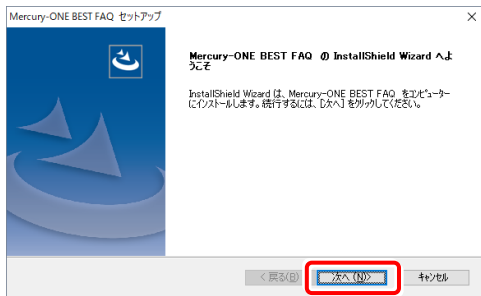 Mercury-ONE BEST FAQ セットアップ
Mercury-ONE BEST FAQ の InstallShield Wizard へよ
うこそ
InstallShield Wizard は、Mercury-ONE BEST FAQ をｺﾝﾋﾟｭｰﾀｰ
にインストールします。続行するには、[次へ] をｸﾘｯｸしてください。
< 戻る(B)
次へ (N)>
キャンセル